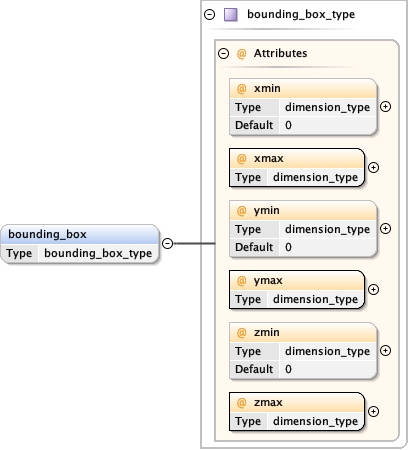 bounding_box_type
@ Attributes
@ xmin
Type dimension_type
Default 0
@ xmax
Type dimension_type
@ ymin
Type dimension_type
Default 0
bounding_box
Type bounding_box_type
@ ymax
Type dimension_type
@ zmin
Type dimension_type
Default 0
@ zmax
Type dimension_type